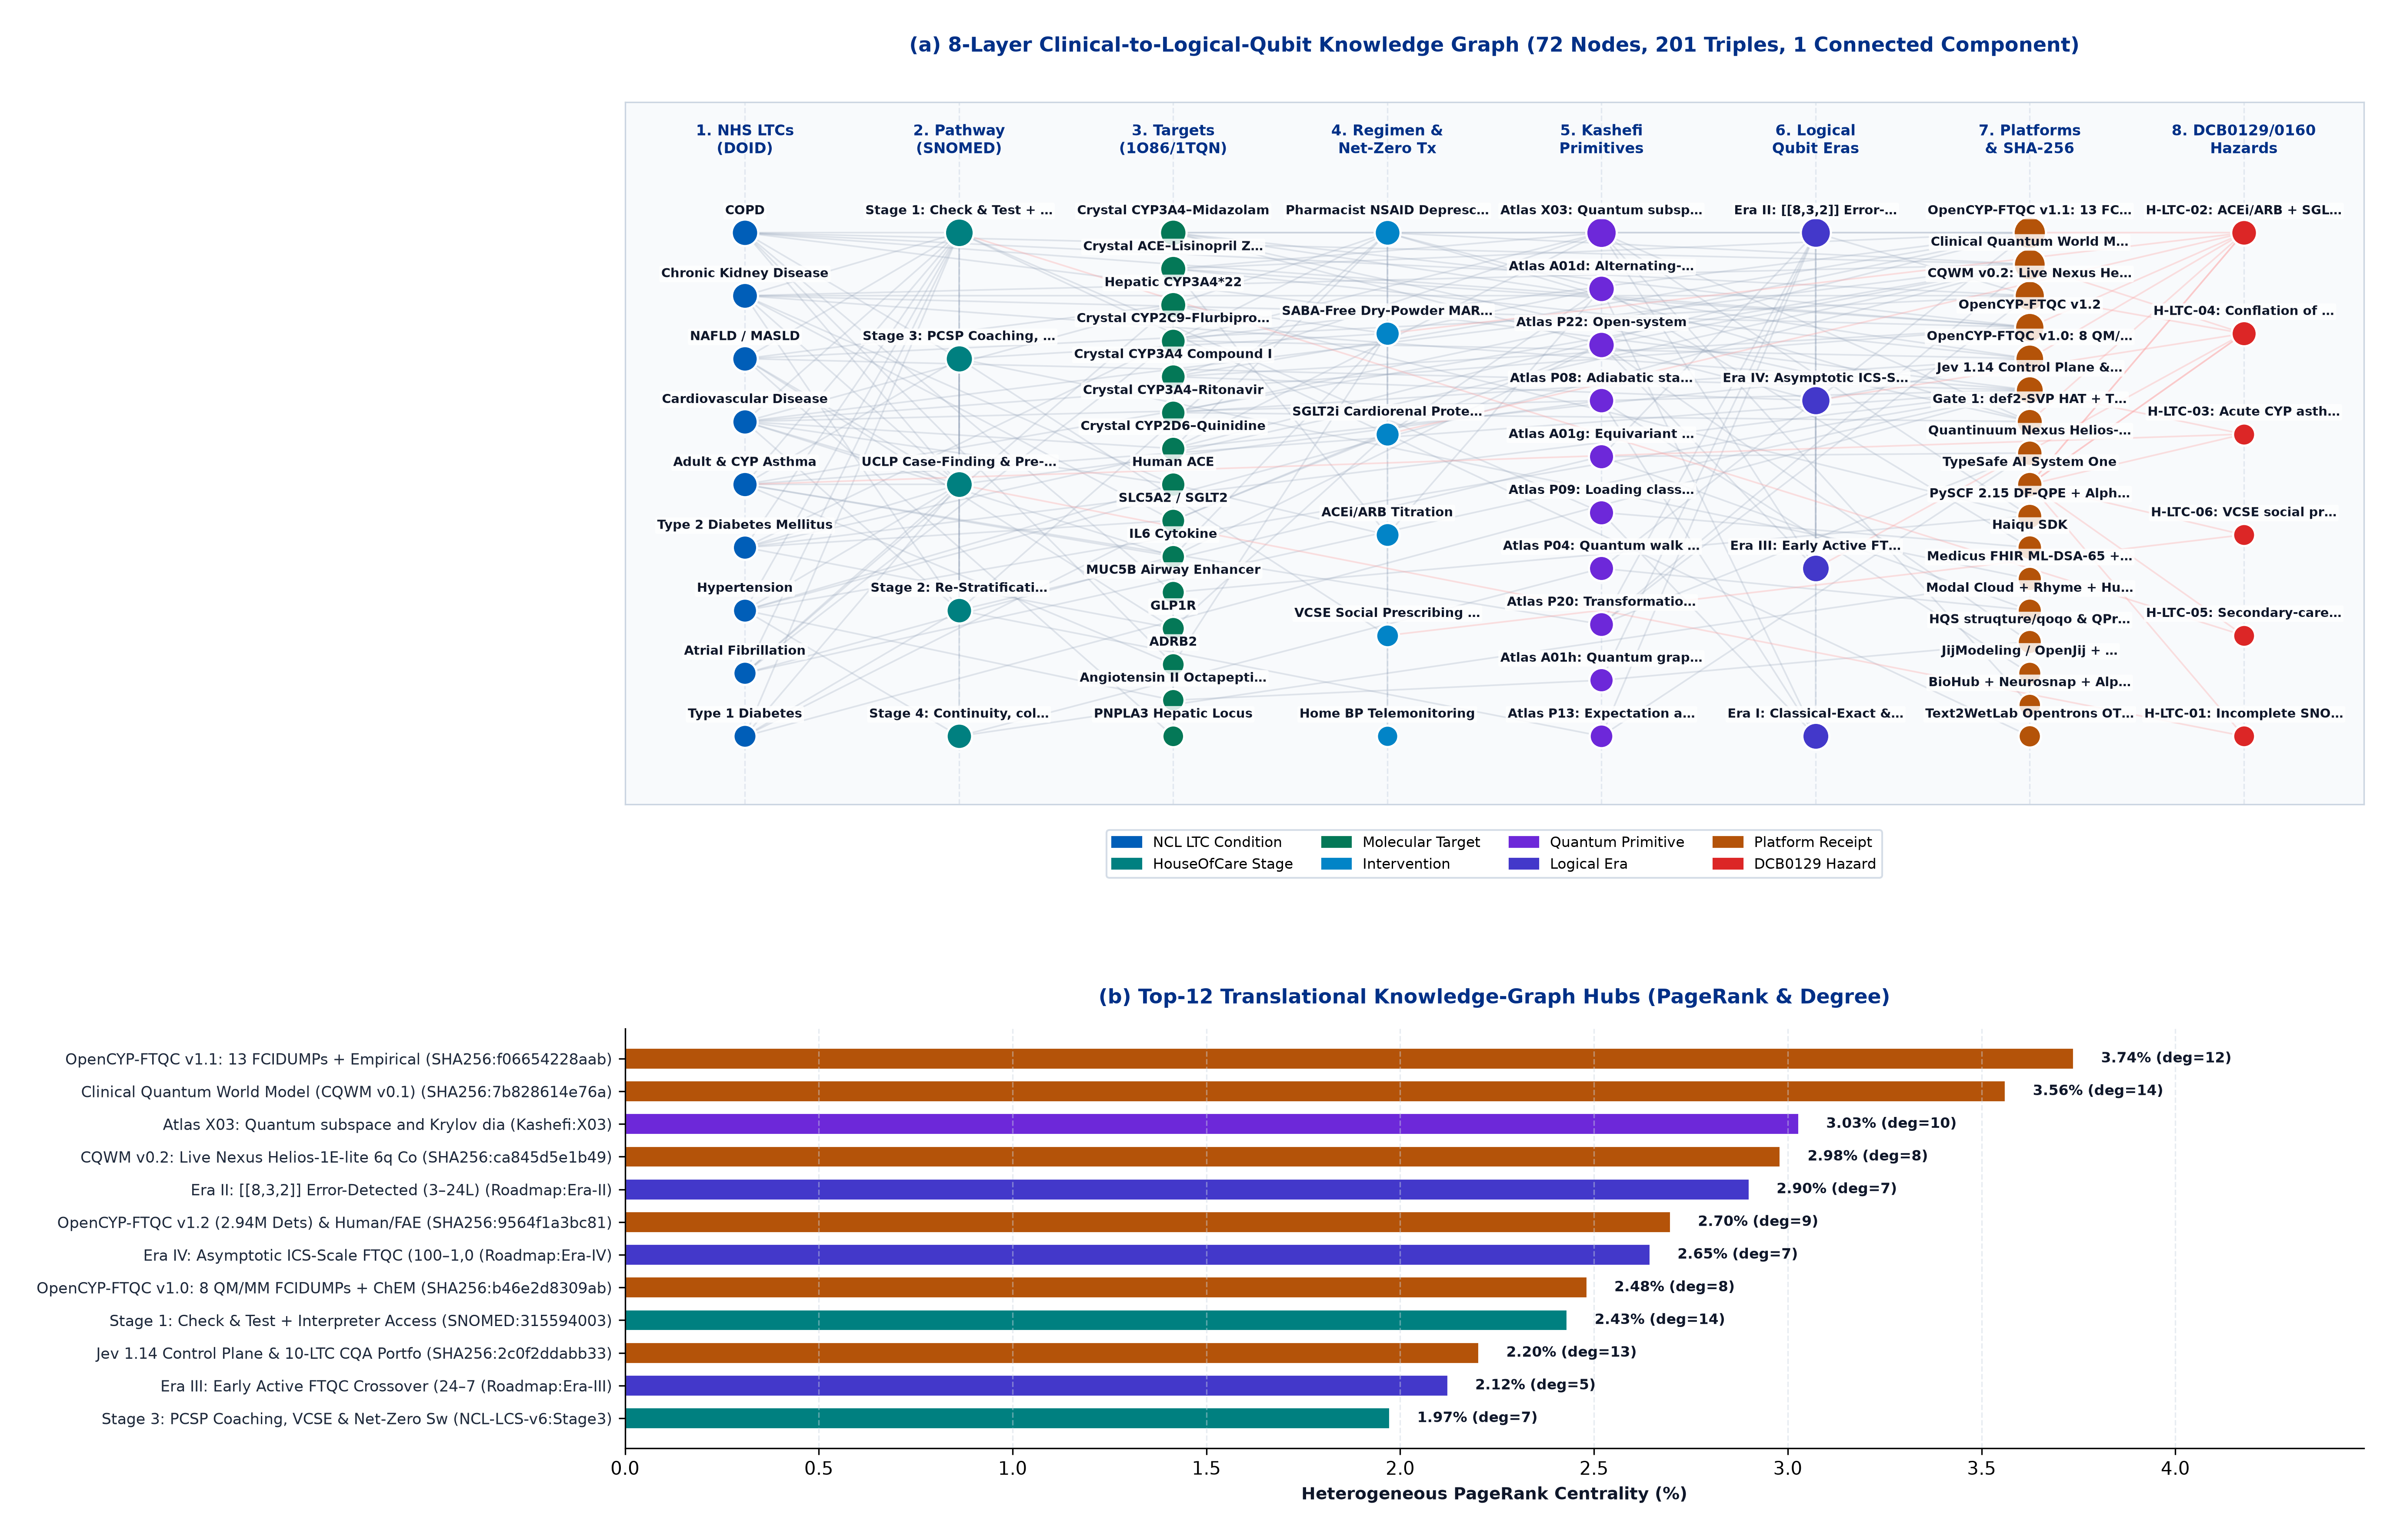 (a) 8-Layer Clinical-to-Logical-Qubit Knowledge Graph (72 Nodes, 201 Triples, 1 Connected Component)
1. NHS LTCs
(DOID)
2. Pathway
(SNOMED)
3. Targets
(1O86/1TQN)
4. Regimen &
Net-Zero Tx
5. Kashefi
Primitives
6. Logical
Qubit Eras
7. Platforms
& SHA-256
8. DCB0129/0160
Hazards
COPD
Chronic Kidney Disease
NAFLD / MASLD
Cardiovascular Disease
Adult & CYP Asthma
Type 2 Diabetes Mellitus
Hypertension
Atrial Fibrillation
Type 1 Diabetes
Stage 1: Check & Test + ...
Stage 3: PCSP Coaching, ...
UCLP Case-Finding & Pre-...
Stage 2: Re-Stratificati...
Stage 4: Continuity, col...
Crystal CYP3A4–Midazolam
Crystal ACE–Lisinopril Z...
Hepatic CYP3A4*22
Crystal CYP2C9–Flurbipro...
Crystal CYP3A4 Compound I
Crystal CYP3A4–Ritonavir
Crystal CYP2D6–Quinidine
Human ACE
SLC5A2 / SGLT2
IL6 Cytokine
MUC5B Airway Enhancer
GLP1R
ADRB2
Angiotensin II Octapepti...
PNPLA3 Hepatic Locus
Pharmacist NSAID Depresc...
SABA-Free Dry-Powder MAR...
SGLT2i Cardiorenal Prote...
ACEi/ARB Titration
VCSE Social Prescribing ...
Home BP Telemonitoring
Atlas X03: Quantum subsp...
Atlas A01d: Alternating-...
Atlas P22: Open-system
Atlas P08: Adiabatic sta...
Atlas A01g: Equivariant ...
Atlas P09: Loading class...
Atlas P04: Quantum walk ...
Atlas P20: Transformatio...
Atlas A01h: Quantum grap...
Atlas P13: Expectation a...
Era II: [[8,3,2]] Error-...
Era IV: Asymptotic ICS-S...
Era III: Early Active FT...
Era I: Classical-Exact &...
OpenCYP-FTQC v1.1: 13 FC...
Clinical Quantum World M...
CQWM v0.2: Live Nexus He...
OpenCYP-FTQC v1.2
OpenCYP-FTQC v1.0: 8 QM/...
Jev 1.14 Control Plane &...
Gate 1: def2-SVP HAT + T...
Quantinuum Nexus Helios-...
TypeSafe AI System One
PySCF 2.15 DF-QPE + Alph...
Haiqu SDK
Medicus FHIR ML-DSA-65 +...
Modal Cloud + Rhyme + Hu...
HQS struqture/qoqo & QPr...
JijModeling / OpenJij + ...
BioHub + Neurosnap + Alp...
Text2WetLab Opentrons OT...
H-LTC-02: ACEi/ARB + SGL...
H-LTC-04: Conflation of ...
H-LTC-03: Acute CYP asth...
H-LTC-06: VCSE social pr...
H-LTC-05: Secondary-care...
H-LTC-01: Incomplete SNO...
NCL LTC Condition
HouseOfCare Stage
Molecular Target
Intervention
Quantum Primitive
Logical Era
Platform Receipt
DCB0129 Hazard
(b) Top-12 Translational Knowledge-Graph Hubs (PageRank & Degree)
OpenCYP-FTQC v1.1: 13 FCIDUMPs + Empirical (SHA256:f06654228aab) 3.74% (deg=12)
Clinical Quantum World Model (CQWM v0.1) (SHA256:7b828614e76a) 3.56% (deg=14)
Atlas X03: Quantum subspace and Krylov dia (Kashefi:X03) 3.03% (deg=10)
CQWM v0.2: Live Nexus Helios-1E-lite 6q Co (SHA256:ca845d5e1b49) 2.98% (deg=8)
Era II: [[8,3,2]] Error-Detected (3–24L) (Roadmap:Era-II) 2.90% (deg=7)
OpenCYP-FTQC v1.2 (2.94M Dets) & Human/FAE (SHA256:9564f1a3bc81) 2.70% (deg=9)
Era IV: Asymptotic ICS-Scale FTQC (100–1,0 (Roadmap:Era-IV) 2.65% (deg=7)
OpenCYP-FTQC v1.0: 8 QM/MM FCIDUMPs + ChEM (SHA256:b46e2d8309ab) 2.48% (deg=8)
Stage 1: Check & Test + Interpreter Access (SNOMED:315594003) 2.43% (deg=14)
Jev 1.14 Control Plane & 10-LTC CQA Portfo (SHA256:2c0f2ddabb33) 2.20% (deg=13)
Era III: Early Active FTQC Crossover (24–7 (Roadmap:Era-III) 2.12% (deg=5)
Stage 3: PCSP Coaching, VCSE & Net-Zero Sw (NCL-LCS-v6:Stage3) 1.97% (deg=7)
0.0 0.5 1.0 1.5 2.0 2.5 3.0 3.5 4.0
Heterogeneous PageRank Centrality (%)